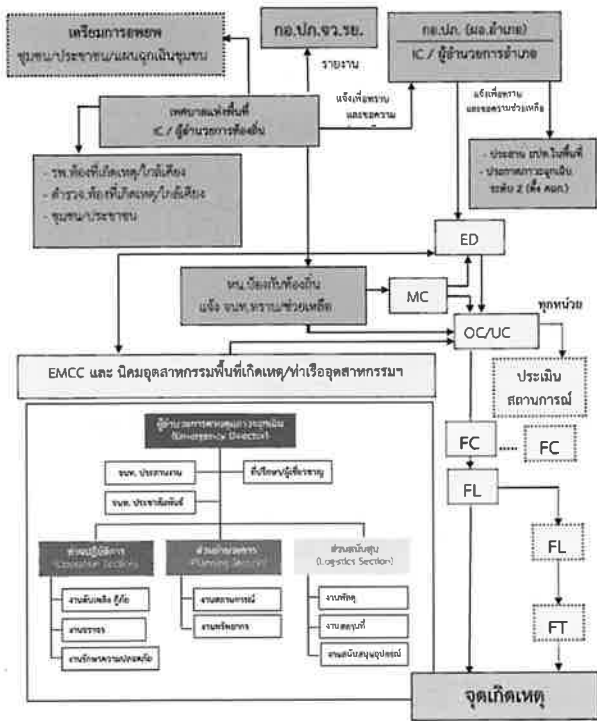 เตรียมการอพยพ
ชุมชน/ประชาชน/แผนฉุกเฉินชุมชน
กอ.ปภ.จว.รย.
กอ.ปภ. (ผอ.อำเภอ)
IC / ผู้อำนวยการอำเภอ
รายงาน
แจ้งเพื่อทราบ
และขอความ
แจ้งเพื่อทราบ
และขอความช่วยเหลือ
เทศบาลแห่งพื้นที่
IC / ผู้อำนวยการท้องถิ่น
- รพ.ท้องที่เกิดเหตุ/ใกล้เคียง
- ตำรวจ.ท้องที่เกิดเหตุ/ใกล้เคียง
- ชุมชน/ประชาชน
- ประสาน อปท.ในพื้นที่
- ประกาศภาวะฉุกเฉิน
ระดับ 2 (ตั้ง ศอก.)
ED
หน.ป้องกันท้องถิ่น
แจ้ง จนท.ทราบ/ช่วยเหลือ
MC
OC/UC
ทุกหน่วย
EMCC และ นิคมอุตสาหกรรมพื้นที่เกิดเหตุ/ท่าเรืออุตสาหกรรมฯ
ประเมิน
สถานการณ์
ผู้อำนวยการควบคุมภาวะฉุกเฉิน
(Emergency Director)
จนท. ประสานงาน
ที่ปรึกษาผู้เชี่ยวชาญ
จนท. ประชาสัมพันธ์
FC
FC
FL
ส่วนปฏิบัติการ
(Operation Section)
ส่วนอำนวยการ
(Planning Section)
ส่วนสนับสนุน
(Logistics Section)
FL
งานดับเพลิง กู้ภัย
งานสถานการณ์
งานพัสดุ
งานจราจร
งานทรัพยากร
งานรักษาความปลอดภัย
งานสนับสนุนอุปกรณ์
FT
จุดเกิดเหตุ